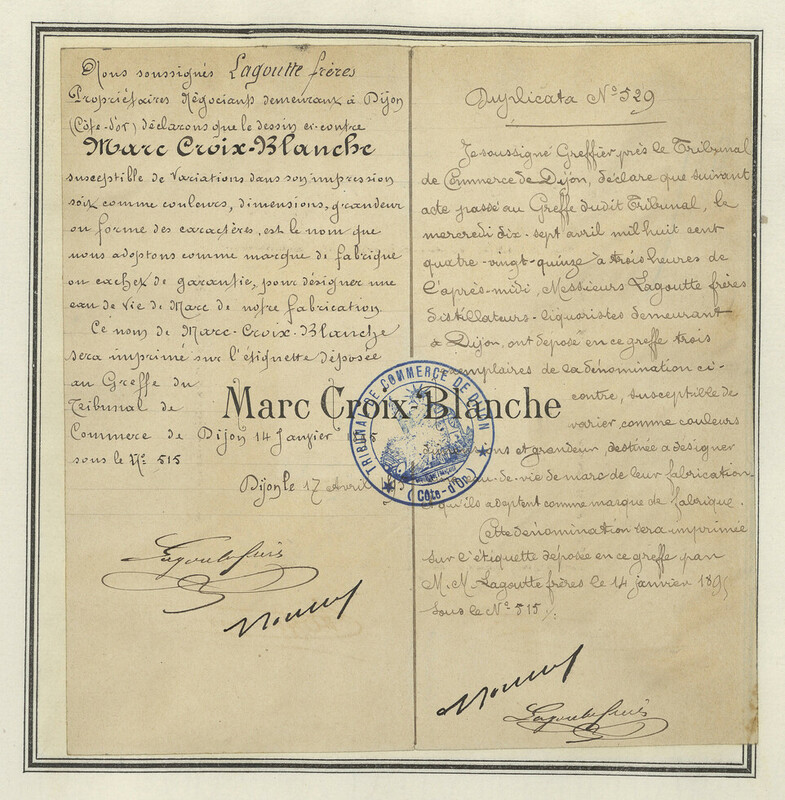 Nous soussignés Lagoutte frères
Propriétaires Négociants demeurant à Dijon
(Côte-d'or) déclarons que le dessin ci-contre
Marc Croix-Blanche
susceptible de variations dans son impression
soit comme couleurs, dimensions, grandeur
ou forme des caractères, est le nom que
nous adoptons comme marque de fabrique
ou cachet de garantie, pour désigner une
eau de vie de Marc de notre fabrication
Ce nom de Marc-Croix-Blanche
sera imprimé sur l'étiquette déposée
au Greffe du
Tribunal de
Commerce de Dijon 14 Janvier
sous le N° 515
Dijon le 17 Avril
Lagoutte frères
Marc Croix-Blanche
TRIBUNAL DE COMMERCE DE DIJON
(Côte-d'Or)
Duplicata N° 529
Je soussigné Greffier près le Tribunal
de Commerce de Dijon, déclare que suivant
acte passé au Greffe dudit Tribunal, le
mercredi dix-sept avril mil huit cent
quatre-vingt-quinze à trois heures de
l'après-midi, Messieurs Lagoutte frères
distillateurs-liquoristes demeurant
à Dijon, ont déposé en ce greffe trois
exemplaires de la dénomination ci-
contre, susceptible de
varier comme couleurs
et grandeur, destinée à désigner
eau-de-vie de marc de leur fabrication
et qu'ils adoptent comme marque de fabrique.
Cette dénomination sera imprimée
sur l'étiquette déposée en ce greffe par
M.M. Lagoutte frères le 14 janvier 1895
sous le N° 515.
Lagoutte frères